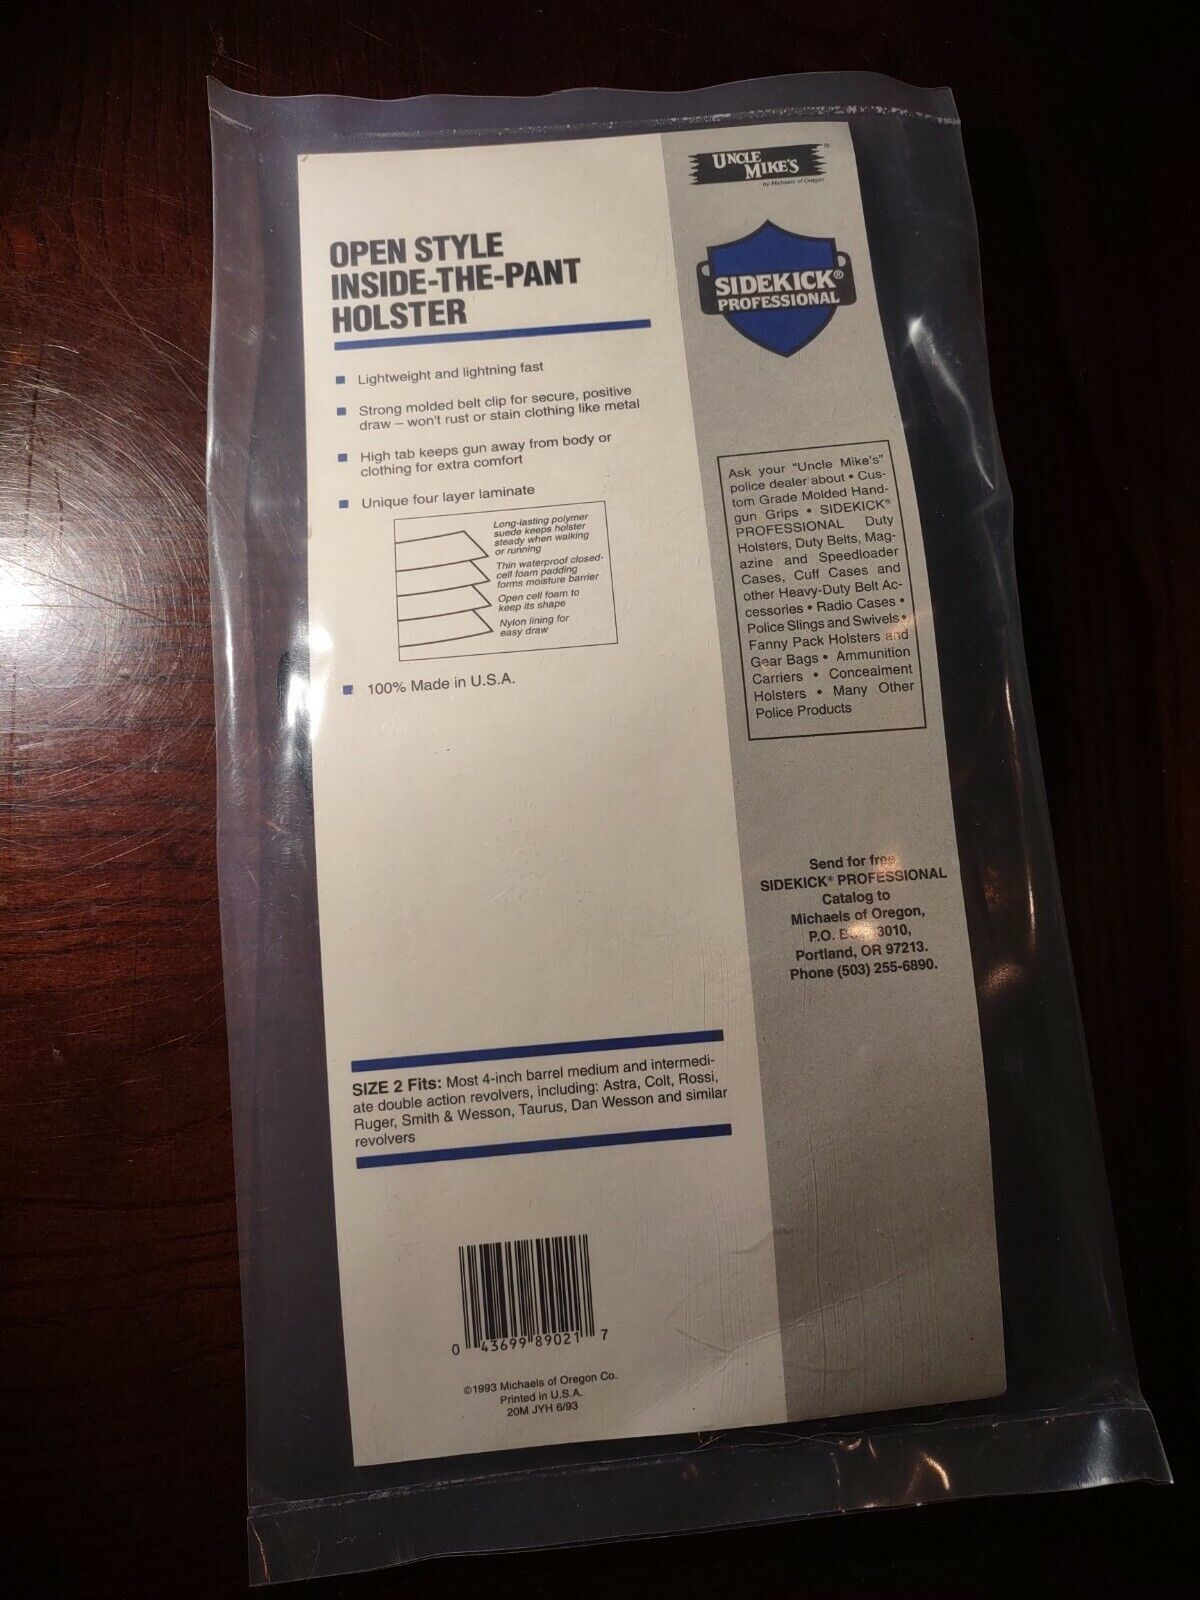 UNCLE
MIKE'S®
by Michaels of Oregon
OPEN STYLE
INSIDE-THE-PANT
HOLSTER
SIDEKICK®
PROFESSIONAL
Lightweight and lightning fast
Strong molded belt clip for secure, positive
draw – won't rust or stain clothing like metal
High tab keeps gun away from body or
clothing for extra comfort
Unique four layer laminate
Long-lasting polymer
suede keeps holster
steady when walking
or running
Thin waterproof closed-
cell foam padding
forms moisture barrier
Open cell foam to
keep its shape
Nylon lining for
easy draw
100% Made in U.S.A.
Ask your "Uncle Mike's"
police dealer about • Cus-
tom Grade Molded Hand-
gun Grips • SIDEKICK®
PROFESSIONAL Duty
Holsters, Duty Belts, Mag-
azine and Speedloader
Cases, Cuff Cases and
other Heavy-Duty Belt Ac-
cessories • Radio Cases •
Police Slings and Swivels •
Fanny Pack Holsters and
Gear Bags • Ammunition
Carriers • Concealment
Holsters • Many Other
Police Products
Send for free
SIDEKICK® PROFESSIONAL
Catalog to
Michaels of Oregon,
P.O. 3010,
Portland, OR 97213.
Phone (503) 255-6890.
SIZE 2 Fits: Most 4-inch barrel medium and intermedi-
ate double action revolvers, including: Astra, Colt, Rossi,
Ruger, Smith & Wesson, Taurus, Dan Wesson and similar
revolvers
0 43699 89021 7
©1993 Michaels of Oregon Co.
Printed in U.S.A.
20M JYH 6/93